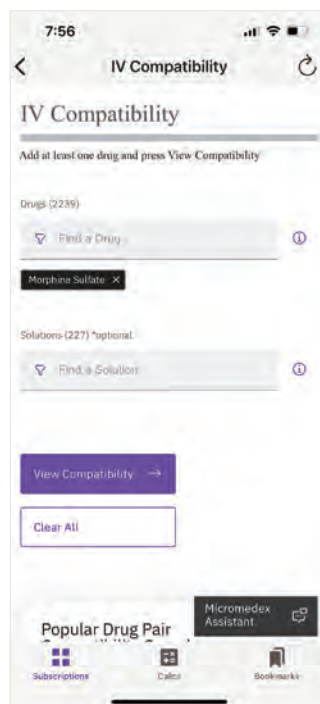 7:56
IV Compatibility
IV Compatibility
Add at least one drug and press View Compatibility
Drugs (2239)
Find a Drug
Morphine Sulfate ×
Solutions (227) *optional
Find a Solution
View Compatibility →
Clear All
Micromedex
Assistant
Popular Drug Pair
Subscriptions
Calcs
Bookmarks